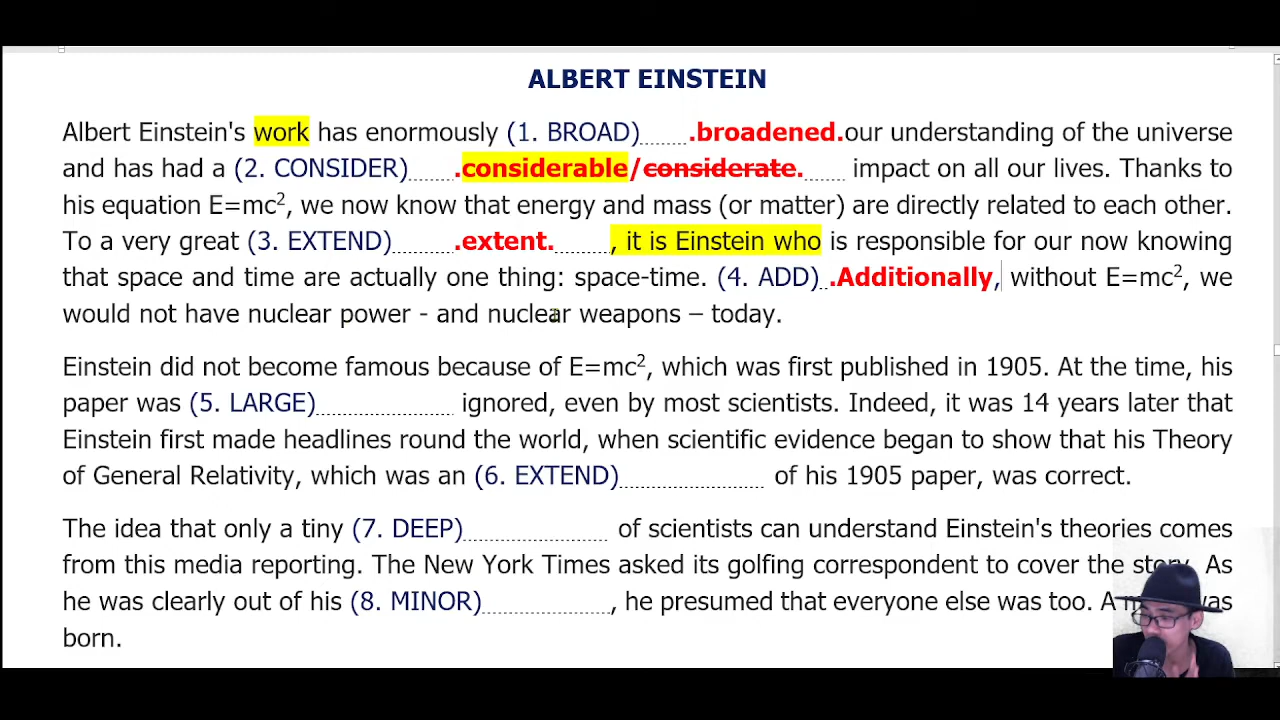 ALBERT EINSTEIN
Albert Einstein's work has enormously (1. BROAD)...... .broadened.our understanding of the universe
and has had a (2. CONSIDER)...... .considerable/considerate....... impact on all our lives. Thanks to
his equation E=mc², we now know that energy and mass (or matter) are directly related to each other.
To a very great (3. EXTEND)........ .extent........., it is Einstein who is responsible for our now knowing
that space and time are actually one thing: space-time. (4. ADD)..Additionally, without E=mc², we
would not have nuclear power - and nuclear weapons – today.
Einstein did not become famous because of E=mc², which was first published in 1905. At the time, his
paper was (5. LARGE)..................... ignored, even by most scientists. Indeed, it was 14 years later that
Einstein first made headlines round the world, when scientific evidence began to show that his Theory
of General Relativity, which was an (6. EXTEND)...................... of his 1905 paper, was correct.
The idea that only a tiny (7. DEEP)...................... of scientists can understand Einstein's theories comes
from this media reporting. The New York Times asked its golfing correspondent to cover the story. As
he was clearly out of his (8. MINOR)...................., he presumed that everyone else was too. A was
born.